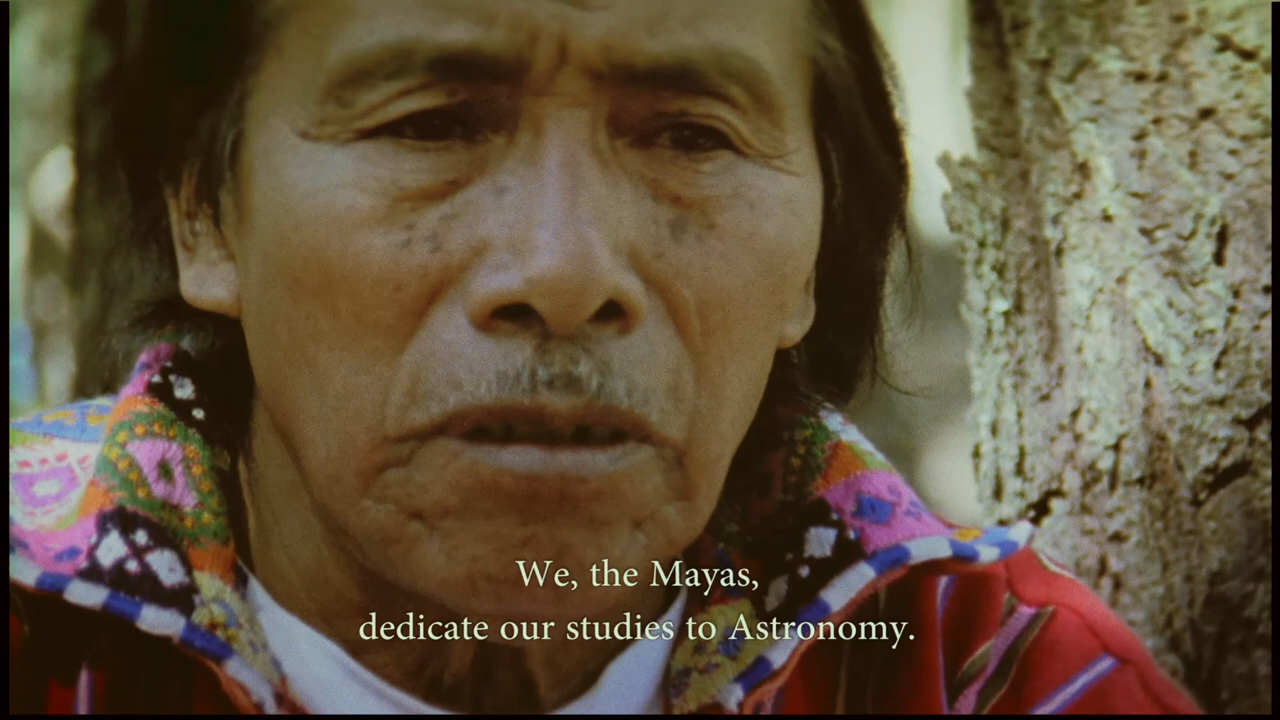 We, the Mayas,
dedicate our studies to Astronomy.